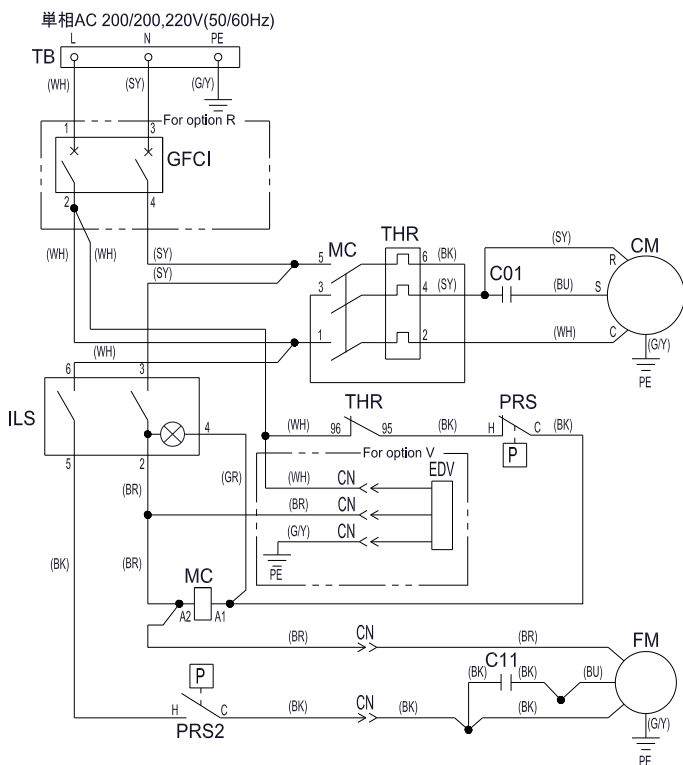 単相AC 200/200,220V(50/60Hz)
L N PE
TB
(WH) (SY) (G/Y)
For option R
1 3
GFCI
2 4
(WH) (WH) (SY)
(SY)
MC THR
5 6 (BK)
3 4 (SY)
1 2
C01
(SY) CM
R
(BU) S
(WH) C
(G/Y)
PE
(WH)
6 3
ILS
4
5 2
(BR) (GR)
THR PRS
(WH) 96 95 (BK) H C (BK)
P
For option V
EDV
(WH) CN
(BR) CN
(G/Y) CN
PE
(BK) (BR)
MC
A2 A1
(BR) CN (BR) FM
C11
(BK) (BK) (BU)
P
H C (BK) CN (BK) (BK)
PRS2
(G/Y)
PE